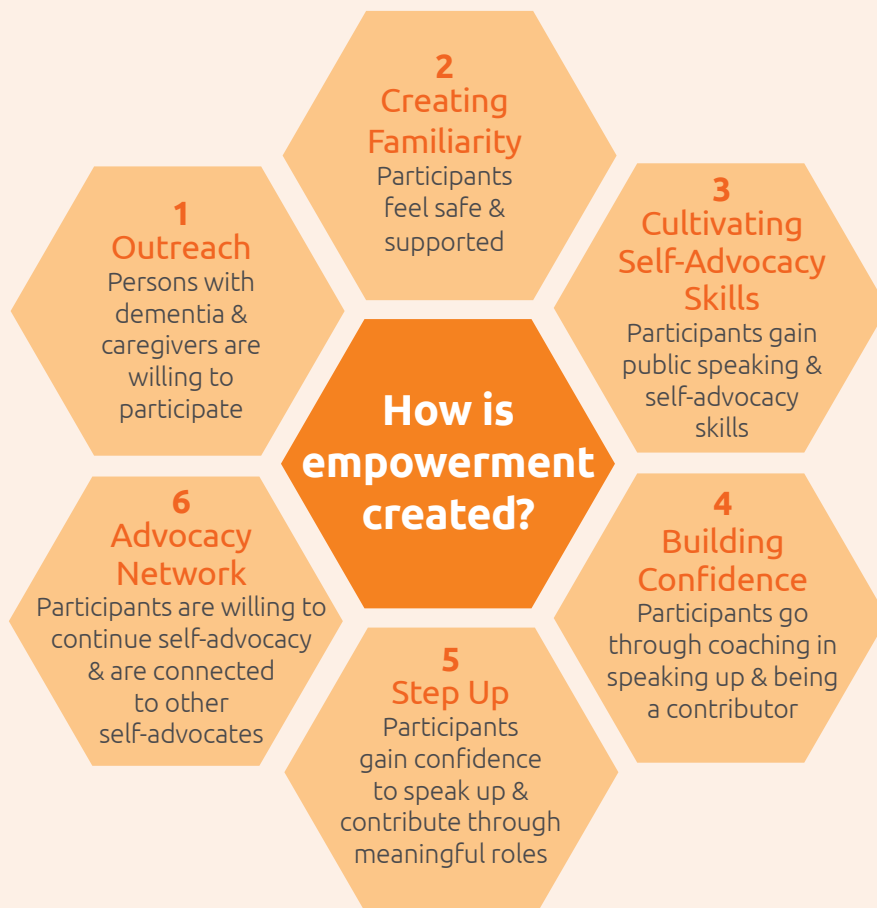 How is
empowerment
created?
1
Outreach
Persons with
dementia &
caregivers are
willing to
participate
2
Creating
Familiarity
Participants
feel safe &
supported
3
Cultivating
Self-Advocacy
Skills
Participants gain
public speaking &
self-advocacy
skills
4
Building
Confidence
Participants go
through coaching in
speaking up & being
a contributor
5
Step Up
Participants
gain confidence
to speak up &
contribute through
meaningful roles
6
Advocacy
Network
Participants are willing to
continue self-advocacy
& are connected
to other
self-advocates